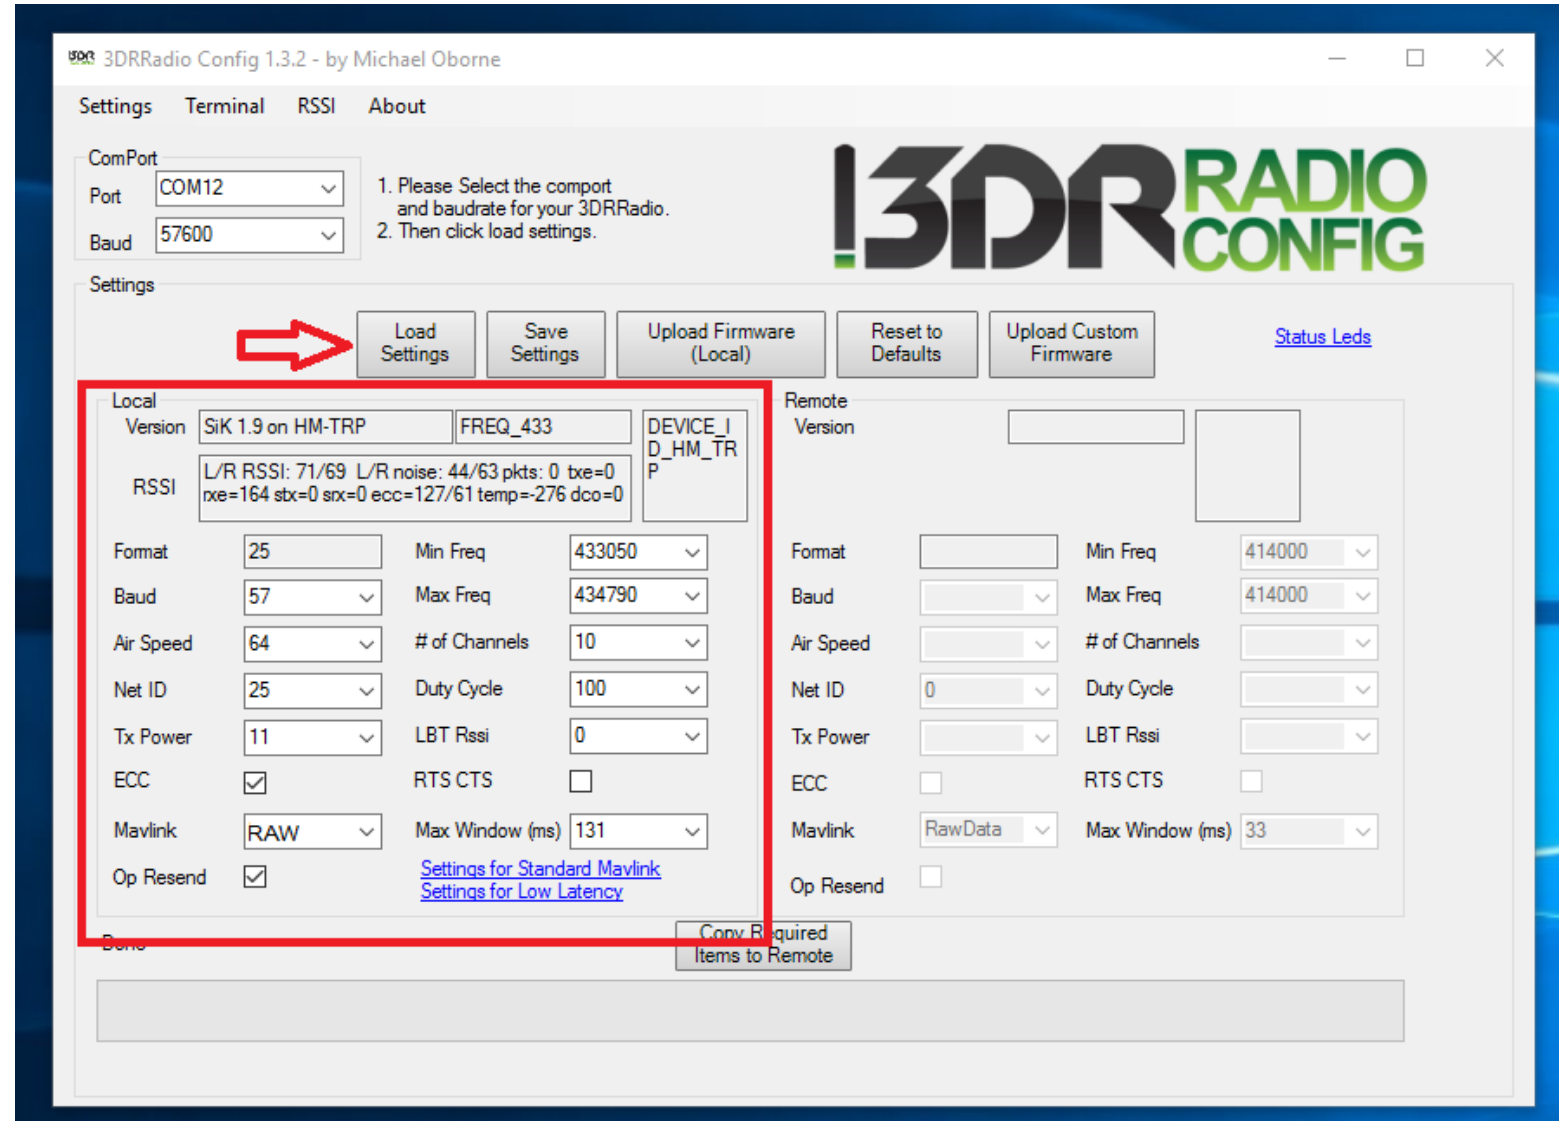 3DRRadio Config 1.3.2 - by Michael Oborne
Settings Terminal RSSI About
ComPort
Port COM12
Baud 57600
1. Please Select the comport
and baudrate for your 3DRRadio.
2. Then click load settings.
3DR RADIO
CONFIG
Settings
Load
Settings
Save
Settings
Upload Firmware
(Local)
Reset to
Defaults
Upload Custom
Firmware
Status Leds
Local
Version SiK 1.9 on HM-TRP FREQ_433
DEVICE_I
D_HM_TR
P
RSSI
L/R RSSI: 71/69 L/R noise: 44/63 pkts: 0 txe=0
rxe=164 stx=0 srx=0 ecc=127/61 temp=-276 dco=0
Format 25 Min Freq 433050
Baud 57 Max Freq 434790
Air Speed 64 # of Channels 10
Net ID 25 Duty Cycle 100
Tx Power 11 LBT Rssi 0
ECC RTS CTS
Mavlink RAW Max Window (ms) 131
Op Resend
Settings for Standard Mavlink
Settings for Low Latency
Remote
Version
Format Min Freq 414000
Baud Max Freq 414000
Air Speed # of Channels
Net ID 0 Duty Cycle
Tx Power LBT Rssi
ECC RTS CTS
Mavlink RawData Max Window (ms) 33
Op Resend
Copy Required
Items to Remote